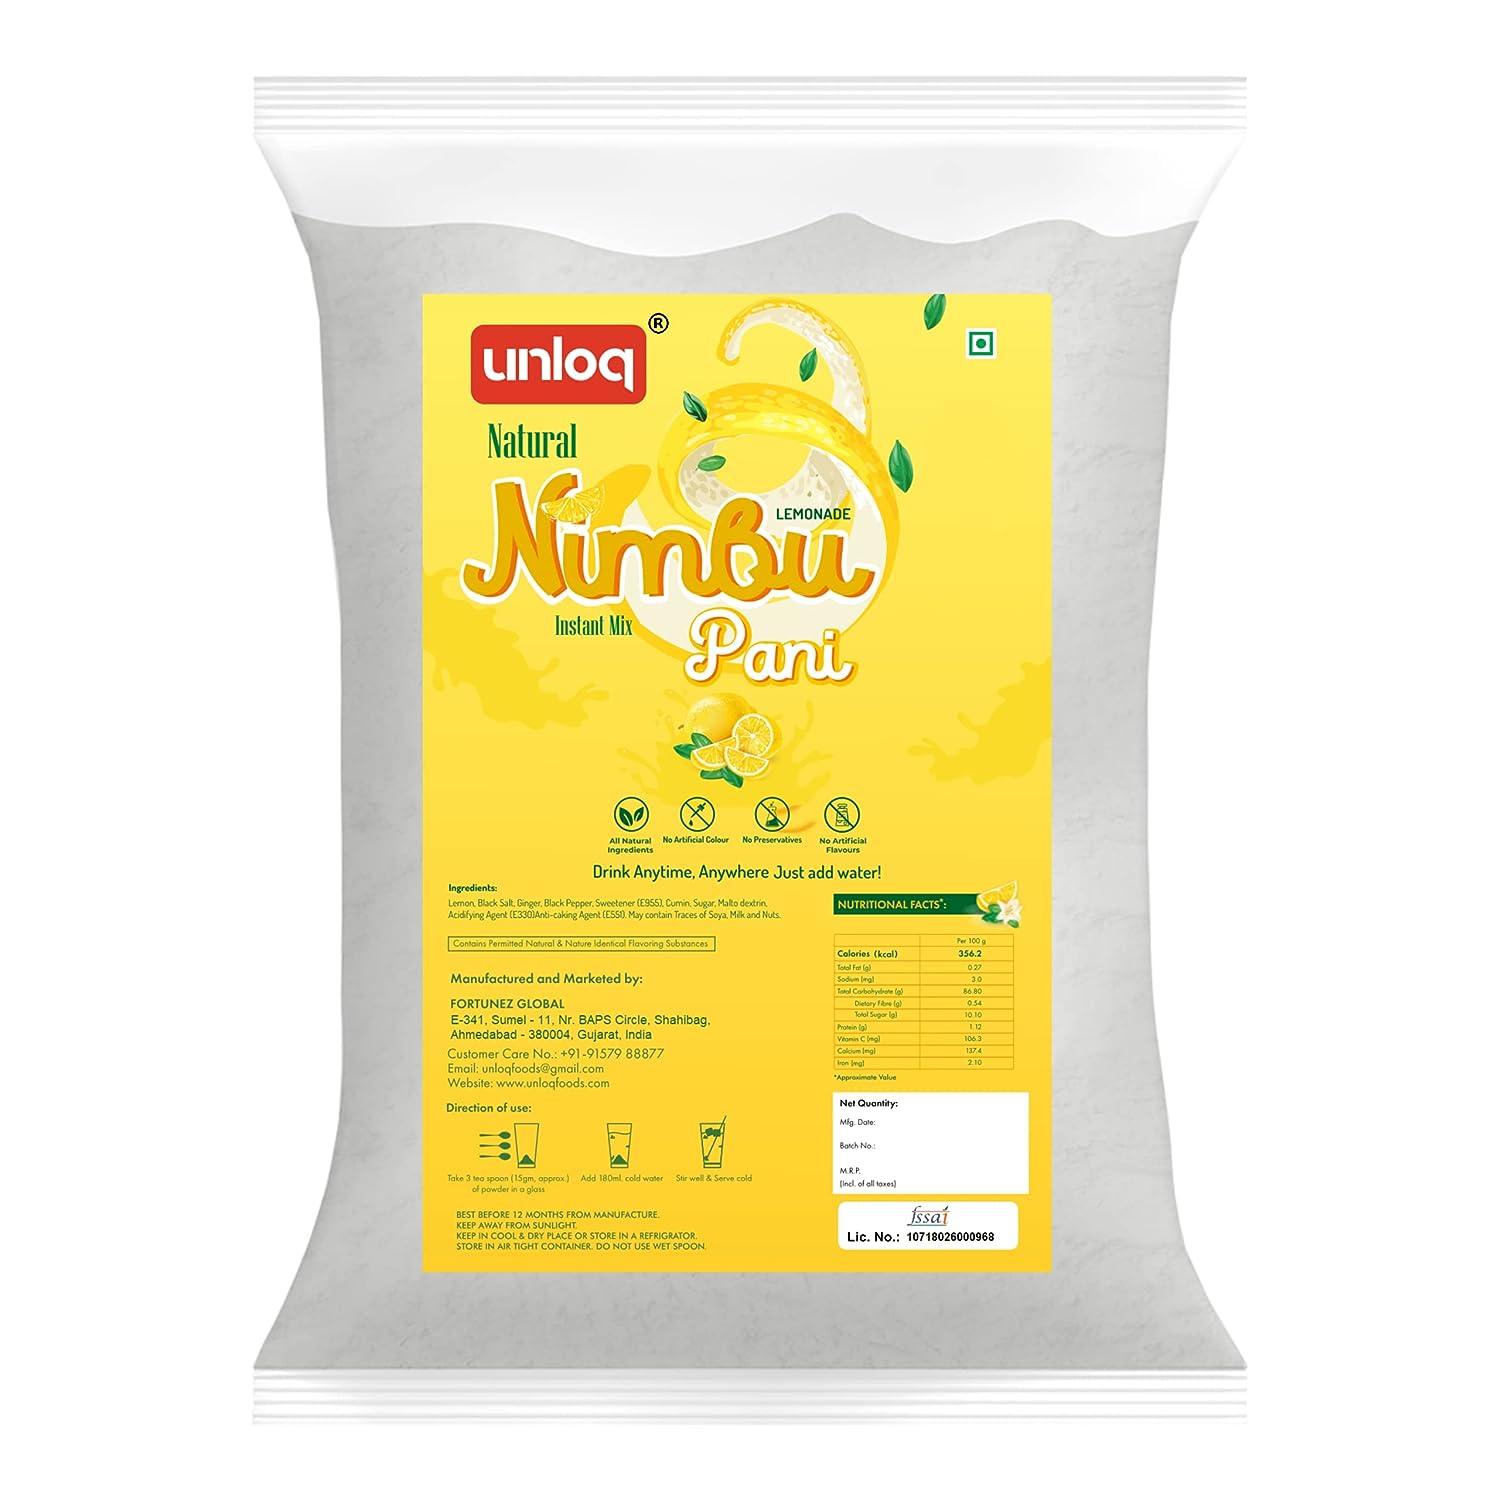 unloq®
Natural
LEMONADE
Nimbu
Instant Mix
Pani
All Natural
Ingredients
No Artificial Colour
No Preservatives
No Artificial
Flavours
Drink Anytime, Anywhere Just add water!
Ingredients:
Lemon, Black Salt, Ginger, Black Pepper, Sweetener (E955), Cumin, Sugar, Malto dextrin,
Acidifying Agent (E330)Anti-caking Agent (E551). May contain Traces of Soya, Milk and Nuts.
Contains Permitted Natural & Nature Identical Flavoring Substances
Manufactured and Marketed by:
FORTUNEZ GLOBAL
E-341, Sumel - 11, Nr. BAPS Circle, Shahibag,
Ahmedabad - 380004, Gujarat, India
Customer Care No.: +91-91579 88877
Email: unloqfoods@gmail.com
Website: www.unloqfoods.com
Direction of use:
Take 3 tea spoon (15gm, approx.)
of powder in a glass
Add 180mL cold water
Stir well & Serve cold
BEST BEFORE 12 MONTHS FROM MANUFACTURE.
KEEP AWAY FROM SUNLIGHT.
KEEP IN COOL & DRY PLACE OR STORE IN A REFRIGRATOR.
STORE IN AIR TIGHT CONTAINER. DO NOT USE WET SPOON.
NUTRITIONAL FACTS*:
Per 100 g
Calories (kcal) 356.2
Total Fat (g) 0.27
Sodium (mg) 3.0
Total Carbohydrate (g) 86.80
Dietary Fibre (g) 0.54
Total Sugar (g) 10.10
Protein (g) 1.12
Vitamin C (mg) 106.3
Calcium (mg) 137.4
Iron (mg) 2.10
*Approximate Value
Net Quantity:
Mfg. Date:
Batch No.:
M.R.P.
(Incl. of all taxes)
fssai
Lic. No.: 10718026000968